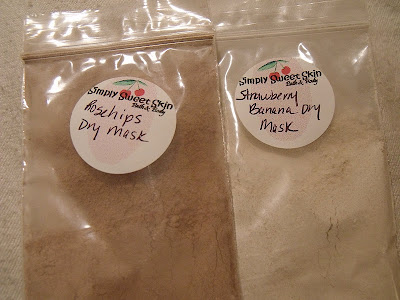 Simply Sweet Skin
Bath & Body
Rosehips
Dry Mask
Simply Sweet Skin
Bath & Body
Strawberry
Banana Dry
Mask